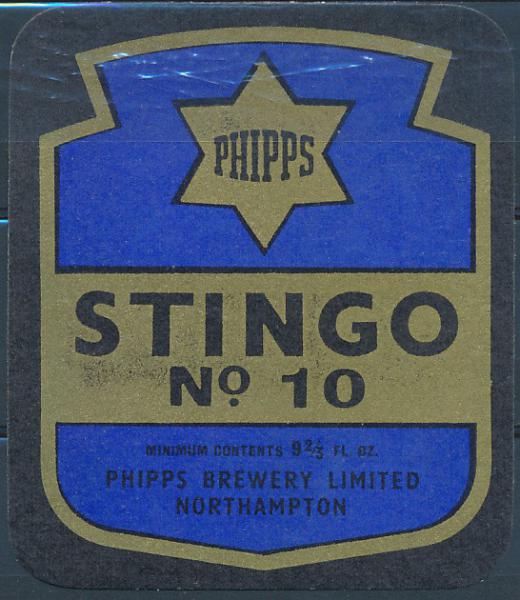 PHIPPS
STINGO
Nº 10
MINIMUM CONTENTS 9⅔ FL. OZ.
PHIPPS BREWERY LIMITED
NORTHAMPTON